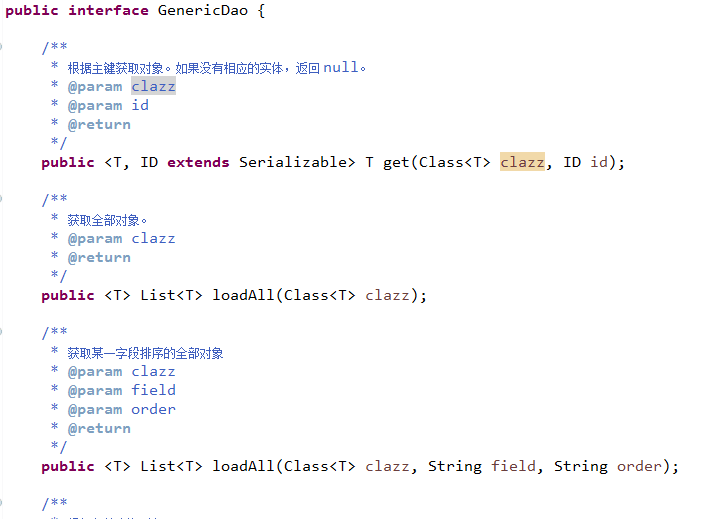 public interface GenericDao {
/**
* 根据主键获取对象。如果没有相应的实体，返回 null。
* @param clazz
* @param id
* @return
*/
public <T, ID extends Serializable> T get(Class<T> clazz, ID id);
/**
* 获取全部对象。
* @param clazz
* @return
*/
public <T> List<T> loadAll(Class<T> clazz);
/**
* 获取某一字段排序的全部对象
* @param clazz
* @param field
* @param order
* @return
*/
public <T> List<T> loadAll(Class<T> clazz, String field, String order);
/**